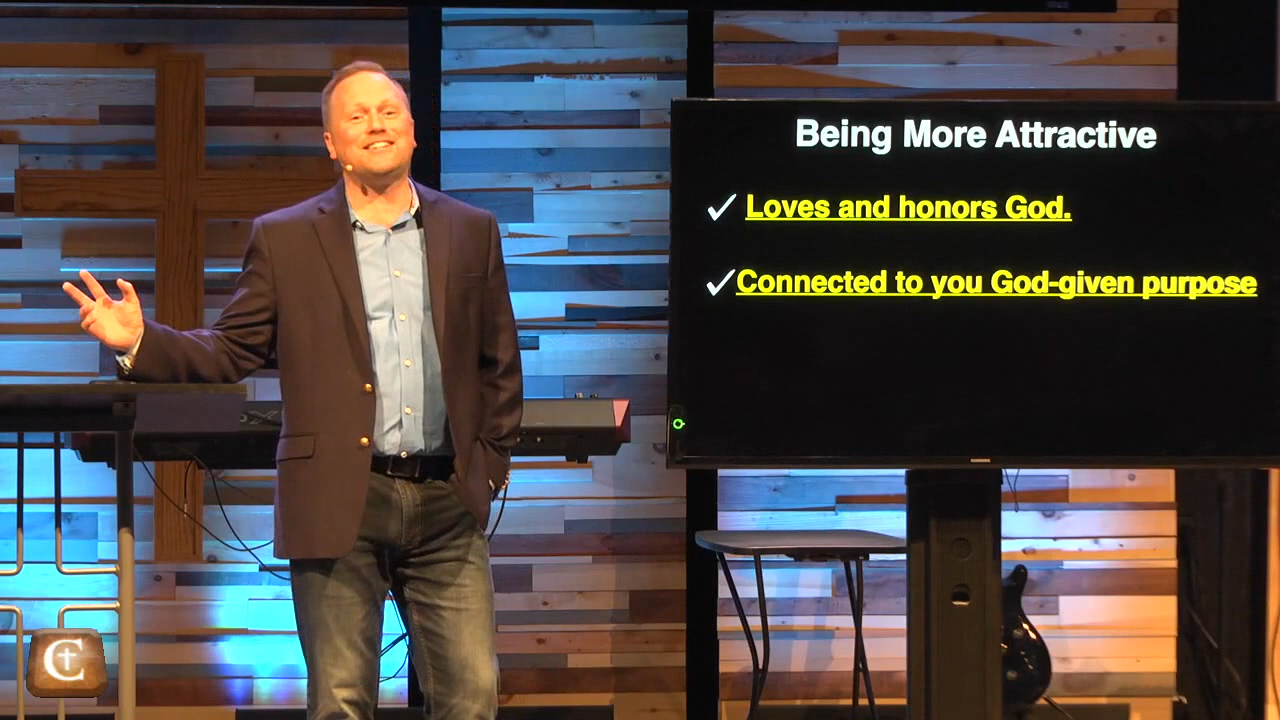 Being More Attractive
✓ Loves and honors God.
✓Connected to you God-given purpose
C